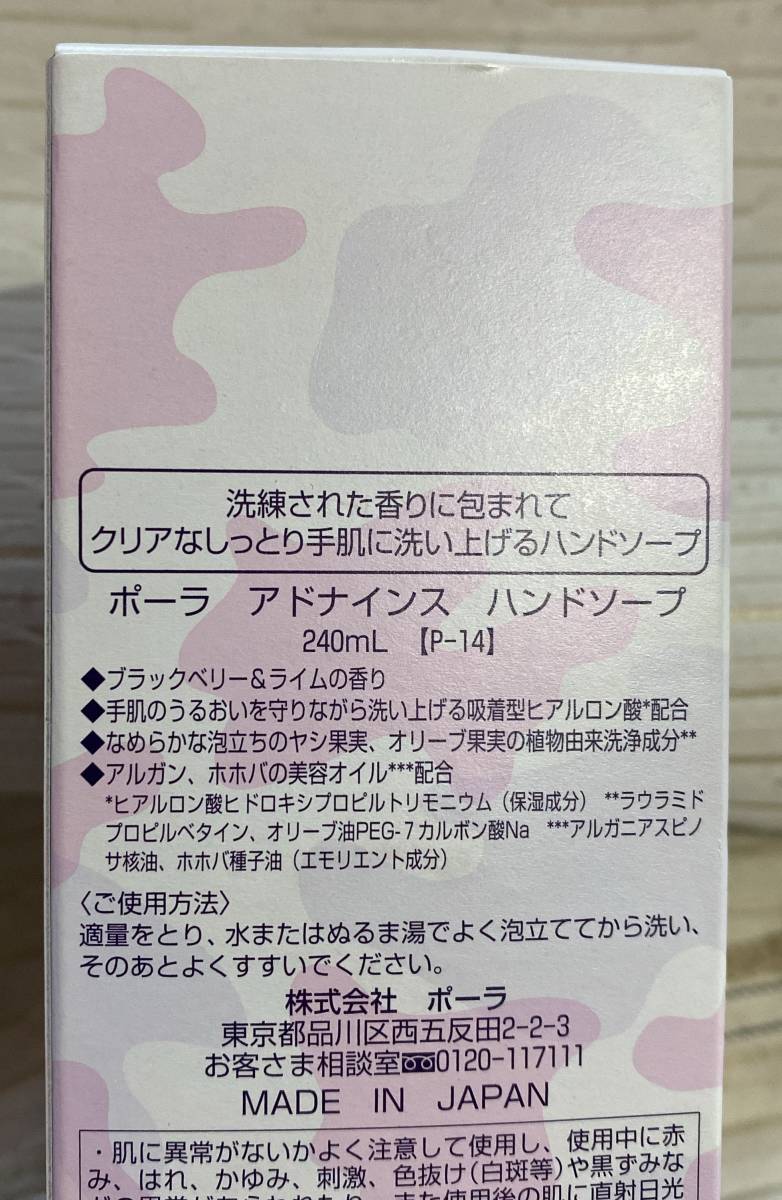 洗練された香りに包まれて
クリアなしっとり手肌に洗い上げるハンドソープ
ポーラ　アドナインス　ハンドソープ
240mL 【P-14】
◆ブラックベリー&ライムの香り
◆手肌のうるおいを守りながら洗い上げる吸着型ヒアルロン酸*配合
◆なめらかな泡立ちのヤシ果実、オリーブ果実の植物由来洗浄成分**
◆アルガン、ホホバの美容オイル***配合
*ヒアルロン酸ヒドロキシプロピルトリモニウム（保湿成分） **ラウラミド
プロピルベタイン、オリーブ油PEG-7カルボン酸Na ***アルガニアスピノ
サ核油、ホホバ種子油（エモリエント成分）
〈ご使用方法〉
適量をとり、水またはぬるま湯でよく泡立ててから洗い、
そのあとよくすすいでください。
株式会社　ポーラ
東京都品川区西五反田2-2-3
お客さま相談室0120-117111
MADE IN JAPAN
・肌に異常がないかよく注意して使用し、使用中に赤
み、はれ、かゆみ、刺激、色抜け(白斑等)や黒ずみな
使用後の肌に直射日光